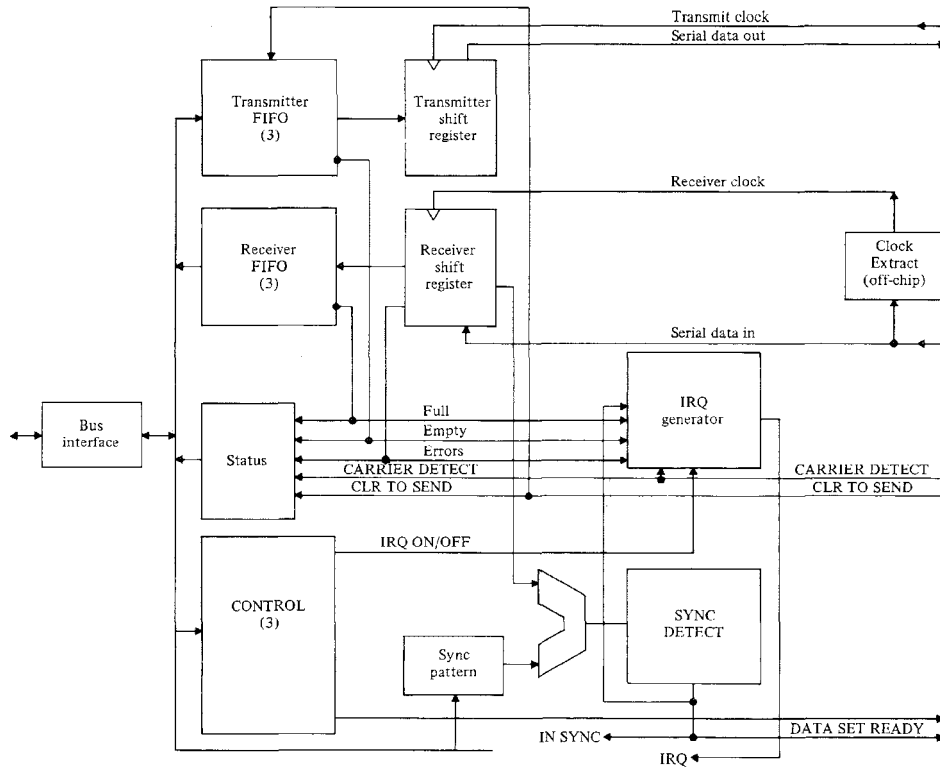 Transmit clock
Serial data out
Transmitter
FIFO
(3)
Transmitter
shift
register
Receiver clock
Receiver
FIFO
(3)
Receiver
shift
register
Clock
Extract
(off-chip)
Serial data in
Bus
interface
Status
Full
Empty
Errors
CARRIER DETECT
CLR TO SEND
IRQ
generator
CARRIER DETECT
CLR TO SEND
IRQ ON/OFF
CONTROL
(3)
SYNC
DETECT
Sync
pattern
IN SYNC
DATA SET READY
IRQ